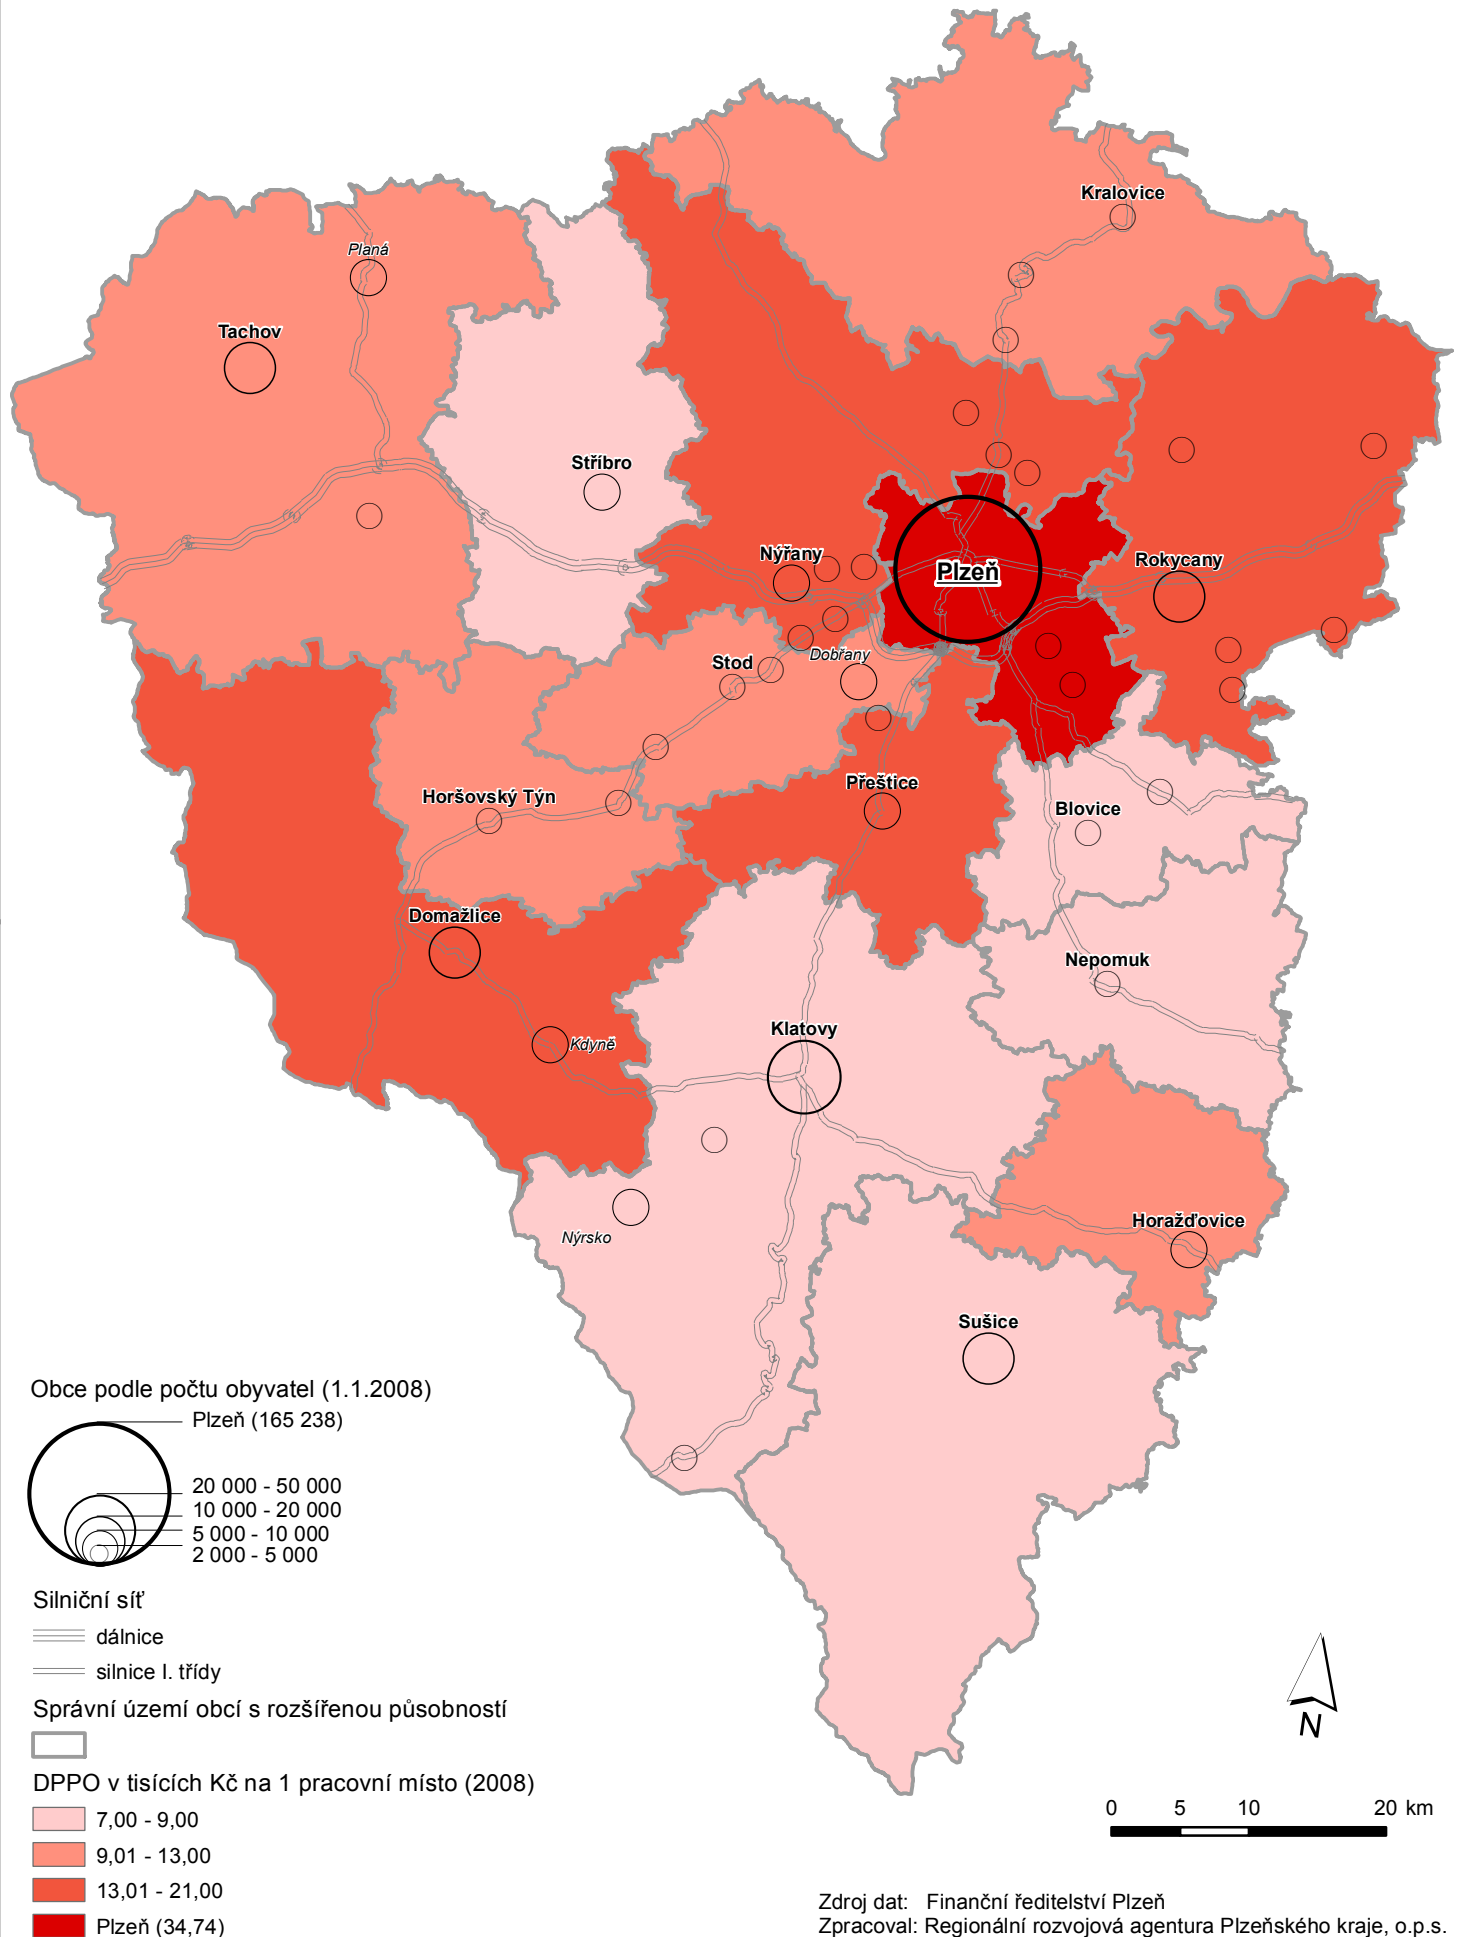 Kralovice
Planá
Tachov
Stříbro
Nýřany
Plzeň
Rokycany
Stod
Dobřany
Přeštice
Horšovský Týn
Blovice
Domažlice
Nepomuk
Klatovy
Kdyně
Nýrsko
Horažďovice
Sušice
Obce podle počtu obyvatel (1.1.2008)
Plzeň (165 238)
20 000 - 50 000
10 000 - 20 000
5 000 - 10 000
2 000 - 5 000
Silniční síť
dálnice
silnice I. třídy
Správní území obcí s rozšířenou působností
DPPO v tisících Kč na 1 pracovní místo (2008)
7,00 - 9,00
9,01 - 13,00
13,01 - 21,00
Plzeň (34,74)
N
0 5 10 20 km
Zdroj dat: Finanční ředitelství Plzeň
Zpracoval: Regionální rozvojová agentura Plzeňského kraje, o.p.s.